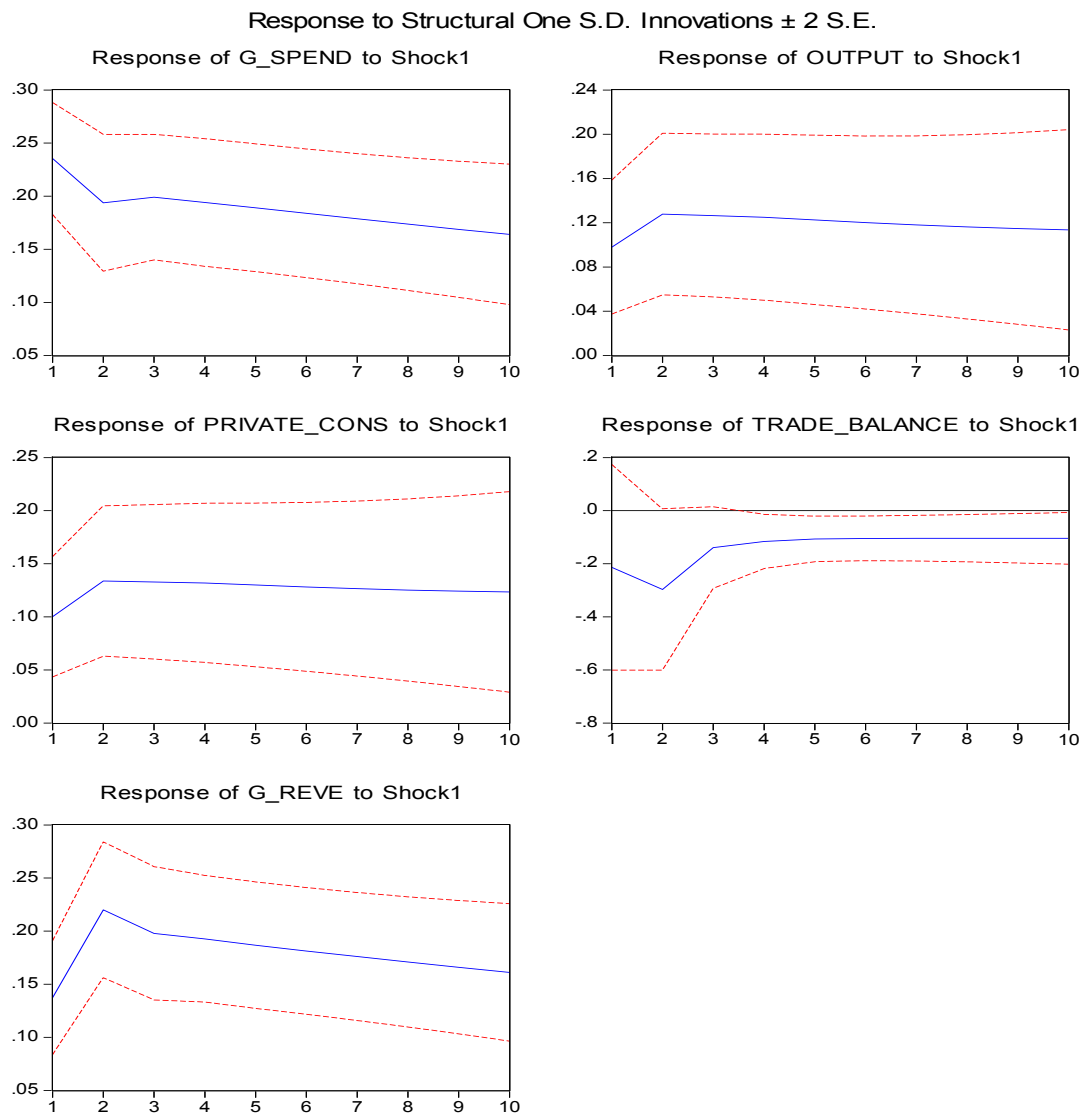 Response to Structural One S.D. Innovations ± 2 S.E.
Response of G_SPEND to Shock1
.30
.25
.20
.15
.10
.05
1 2 3 4 5 6 7 8 9 10
Response of OUTPUT to Shock1
.24
.20
.16
.12
.08
.04
.00
1 2 3 4 5 6 7 8 9 10
Response of PRIVATE_CONS to Shock1
.25
.20
.15
.10
.05
.00
1 2 3 4 5 6 7 8 9 10
Response of TRADE_BALANCE to Shock1
.2
.0
-.2
-.4
-.6
-.8
1 2 3 4 5 6 7 8 9 10
Response of G_REVE to Shock1
.30
.25
.20
.15
.10
.05
1 2 3 4 5 6 7 8 9 10